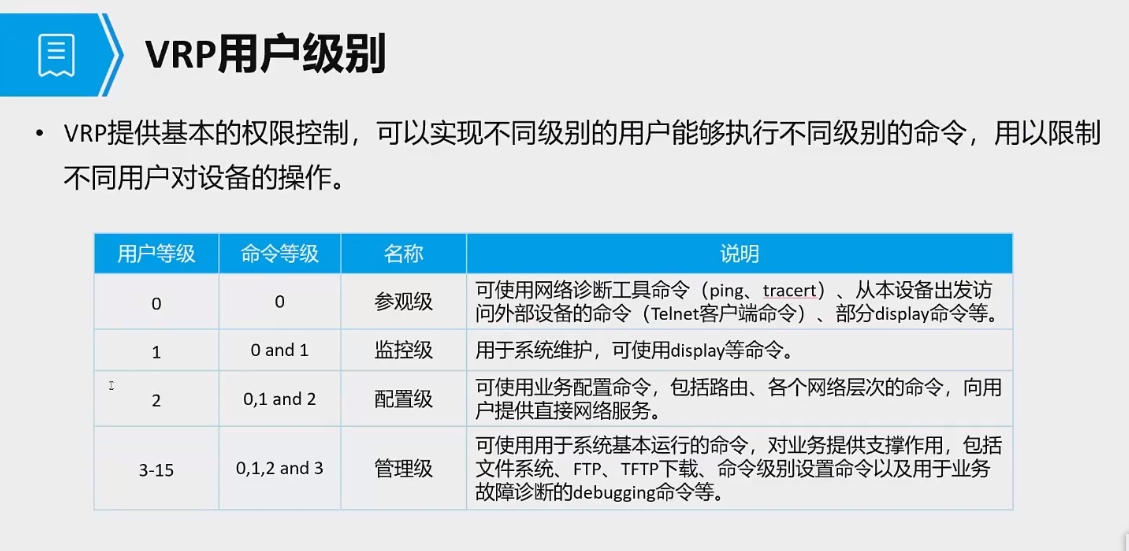 VRP用户级别
• VRP提供基本的权限控制，可以实现不同级别的用户能够执行不同级别的命令，用以限制
不同用户对设备的操作。
用户等级 命令等级 名称 说明
0 0 参观级 可使用网络诊断工具命令（ping、tracert）、从本设备出发访
问外部设备的命令（Telnet客户端命令）、部分display命令等。
1 0 and 1 监控级 用于系统维护，可使用display等命令。
2 0,1 and 2 配置级 可使用业务配置命令，包括路由、各个网络层次的命令，向用
户提供直接网络服务。
3-15 0,1,2 and 3 管理级 可使用用于系统基本运行的命令，对业务提供支撑作用，包括
文件系统、FTP、TFTP下载、命令级别设置命令以及用于业务
故障诊断的debugging命令等。